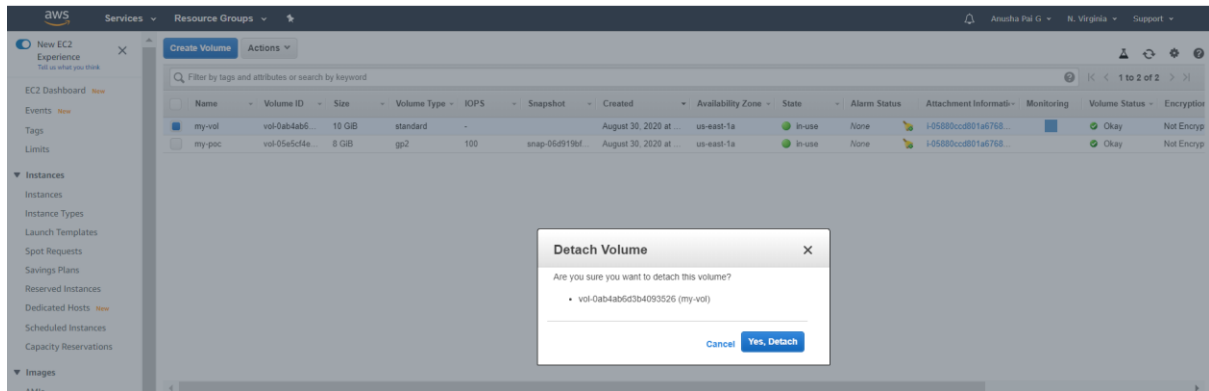 aws Services Resource Groups Anusha Pai G N. Virginia Support
New EC2
Experience
Tell us what you think
Create Volume Actions
Filter by tags and attributes or search by keyword 1 to 2 of 2
EC2 Dashboard New
Events New
Tags
Limits
Name Volume ID Size Volume Type IOPS Snapshot Created Availability Zone State Alarm Status Attachment Informati Monitoring Volume Status Encryption
my-vol vol-0ab4ab6... 10 GiB standard - August 30, 2020 at ... us-east-1a in-use None i-05880ccd801a6768... Okay Not Encryp
my-poc vol-05e5cf4e... 8 GiB gp2 100 snap-06d919bf... August 30, 2020 at ... us-east-1a in-use None i-05880ccd801a6768... Okay Not Encryp
Instances
Instances
Instance Types
Launch Templates
Spot Requests
Savings Plans
Reserved Instances
Dedicated Hosts New
Scheduled Instances
Capacity Reservations
Images
Detach Volume
Are you sure you want to detach this volume?
• vol-0ab4ab6d3b4093526 (my-vol)
Cancel Yes, Detach